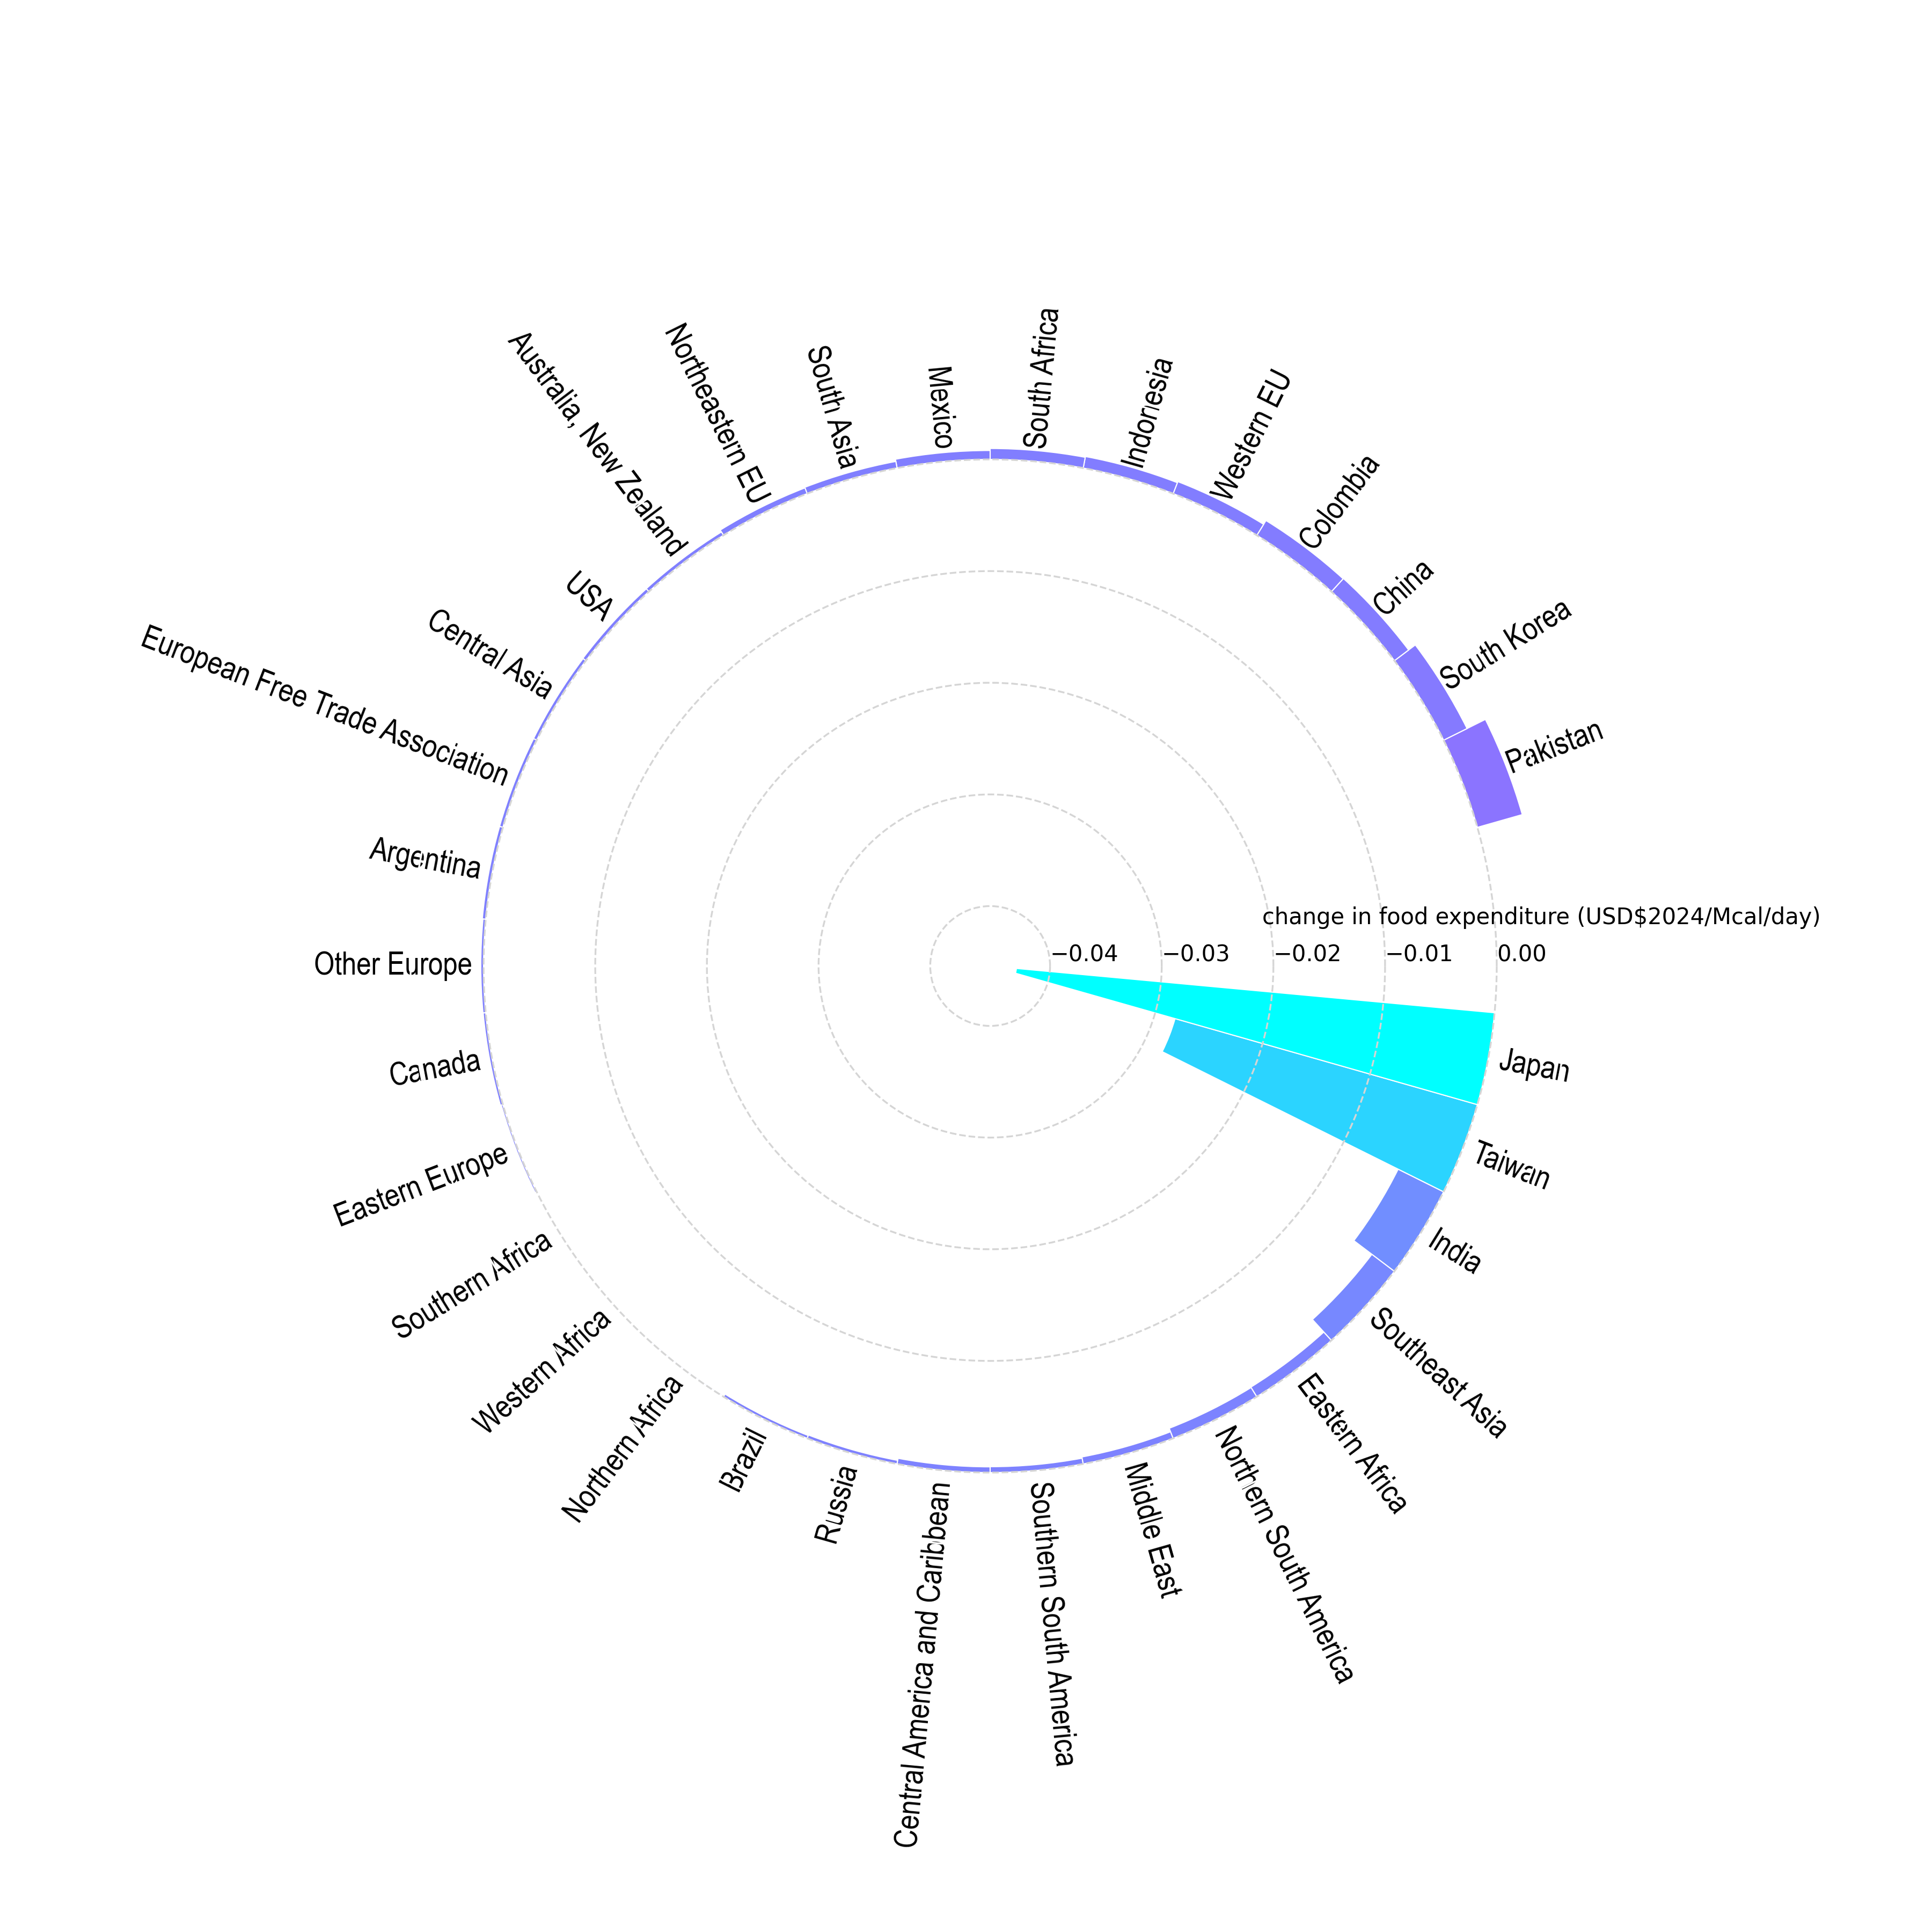 change in food expenditure (USD$2024/Mcal/day)
−0.04
−0.03
−0.02
−0.01
0.00
Pakistan
South Korea
China
Colombia
Western EU
Indonesia
South Africa
Mexico
South Asia
Northeastern EU
Australia, New Zealand
USA
Central Asia
European Free Trade Association
Argentina
Other Europe
Canada
Eastern Europe
Southern Africa
Western Africa
Northern Africa
Brazil
Russia
Central America and Caribbean
Southern South America
Middle East
Northern South America
Eastern Africa
Southeast Asia
India
Taiwan
Japan